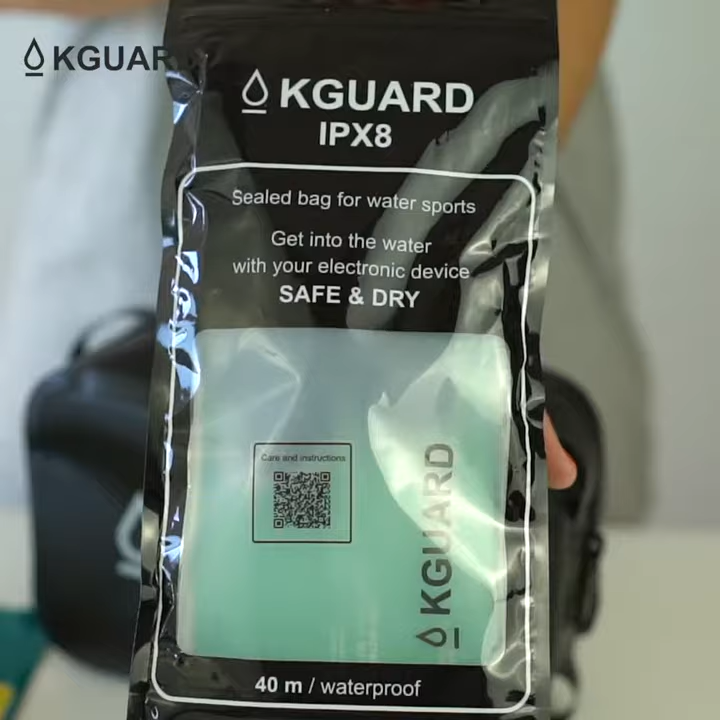 KGUAR
KGUARD
IPX8
Sealed bag for water sports
Get into the water
with your electronic device
SAFE & DRY
Care and instructions
KGUARD
40 m / waterproof